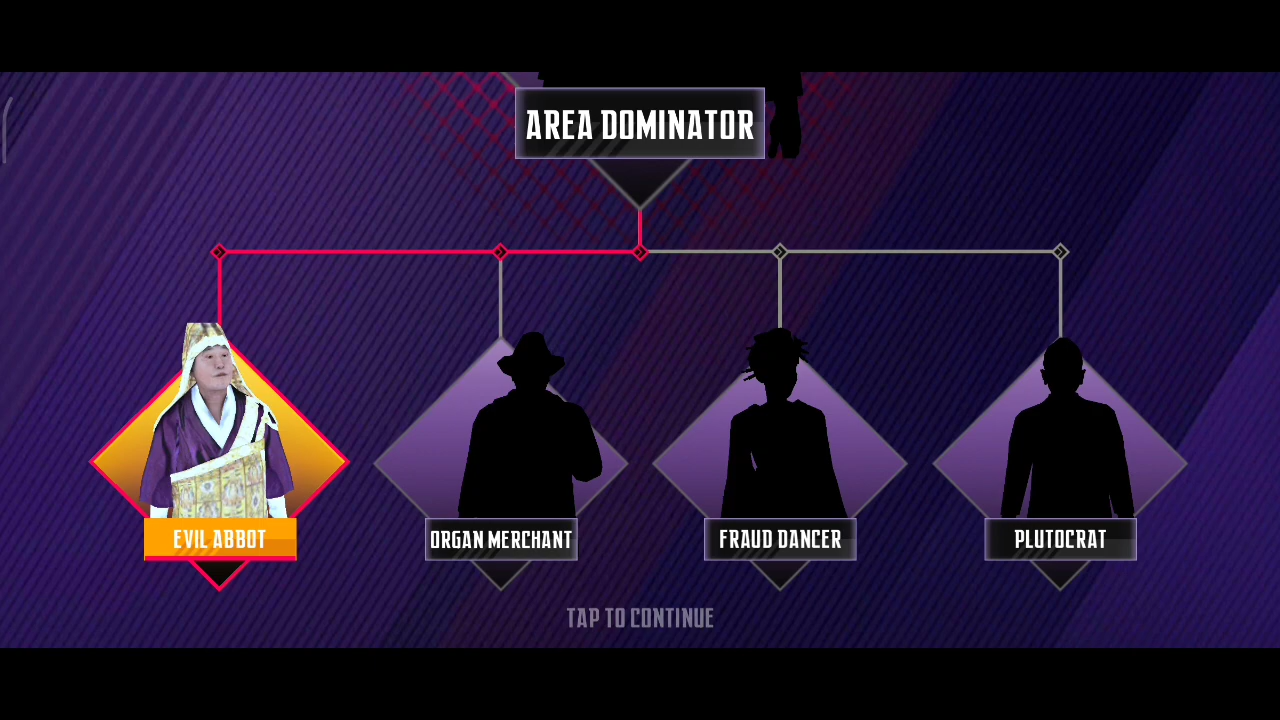 AREA DOMINATOR
EVIL ABBOT
ORGAN MERCHANT
FRAUD DANCER
PLUTOCRAT
TAP TO CONTINUE